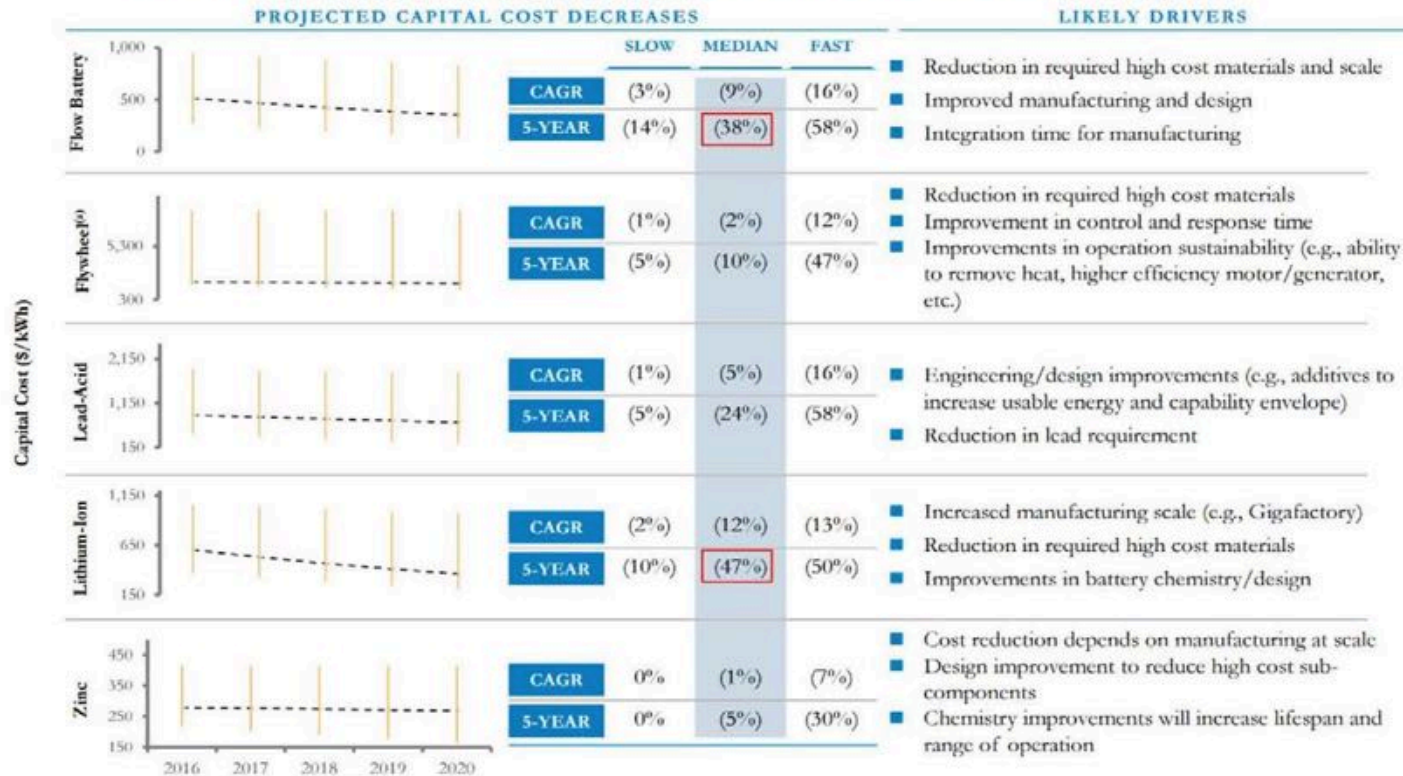 PROJECTED CAPITAL COST DECREASES
LIKELY DRIVERS
SLOW MEDIAN FAST
Capital Cost ($/kWh)
Flow Battery
1,000
500
0
CAGR (3%) (9%) (16%)
5-YEAR (14%) (38%) (58%)
Reduction in required high cost materials and scale
Improved manufacturing and design
Integration time for manufacturing
Flywheel(a)
5,300
300
CAGR (1%) (2%) (12%)
5-YEAR (5%) (10%) (47%)
Reduction in required high cost materials
Improvement in control and response time
Improvements in operation sustainability (e.g., ability
to remove heat, higher efficiency motor/generator,
etc.)
Lead-Acid
2,150
1,150
150
CAGR (1%) (5%) (16%)
5-YEAR (5%) (24%) (58%)
Engineering/design improvements (e.g., additives to
increase usable energy and capability envelope)
Reduction in lead requirement
Lithium-Ion
1,150
650
150
CAGR (2%) (12%) (13%)
5-YEAR (10%) (47%) (50%)
Increased manufacturing scale (e.g., Gigafactory)
Reduction in required high cost materials
Improvements in battery chemistry/design
Zinc
450
350
250
150
CAGR 0% (1%) (7%)
5-YEAR 0% (5%) (30%)
Cost reduction depends on manufacturing at scale
Design improvement to reduce high cost sub-
components
Chemistry improvements will increase lifespan and
range of operation
2016 2017 2018 2019 2020